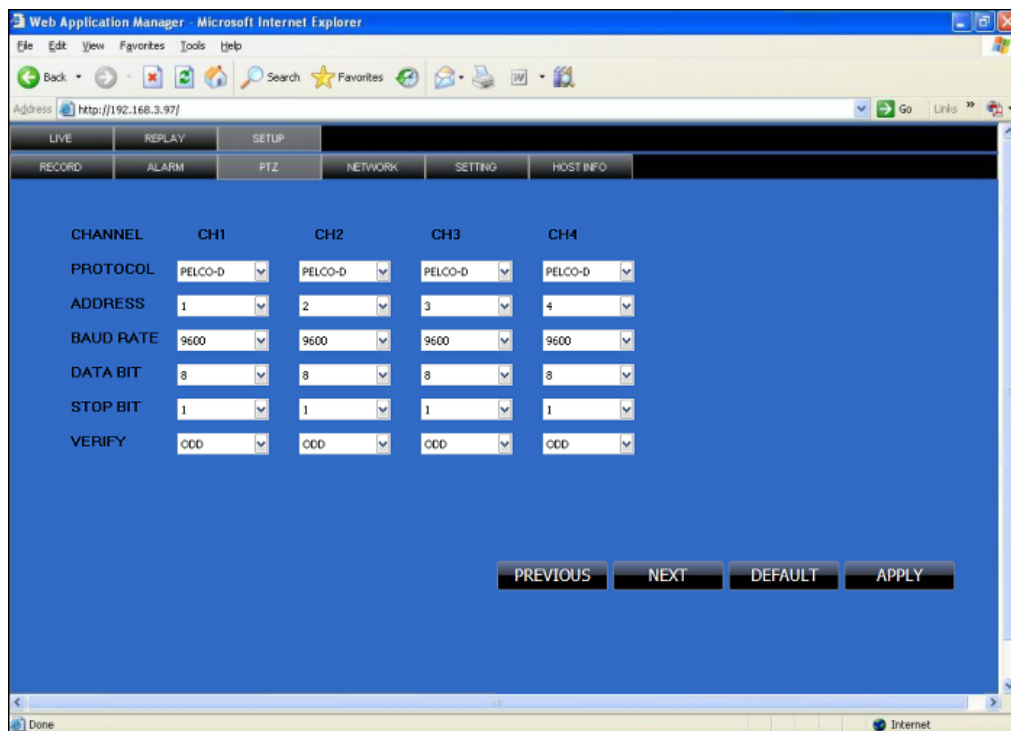 Web Application Manager - Microsoft Internet Explorer
File Edit View Favorites Tools Help
Back Search Favorites W
Address http://192.168.3.97/ Go Links »
LIVE REPLAY SETUP
RECORD ALARM PTZ NETWORK SETTING HOST INFO
CHANNEL CH1 CH2 CH3 CH4
PROTOCOL PELCO-D PELCO-D PELCO-D PELCO-D
ADDRESS 1 2 3 4
BAUD RATE 9600 9600 9600 9600
DATA BIT 8 8 8 8
STOP BIT 1 1 1 1
VERIFY ODD ODD ODD ODD
PREVIOUS NEXT DEFAULT APPLY
Done Internet